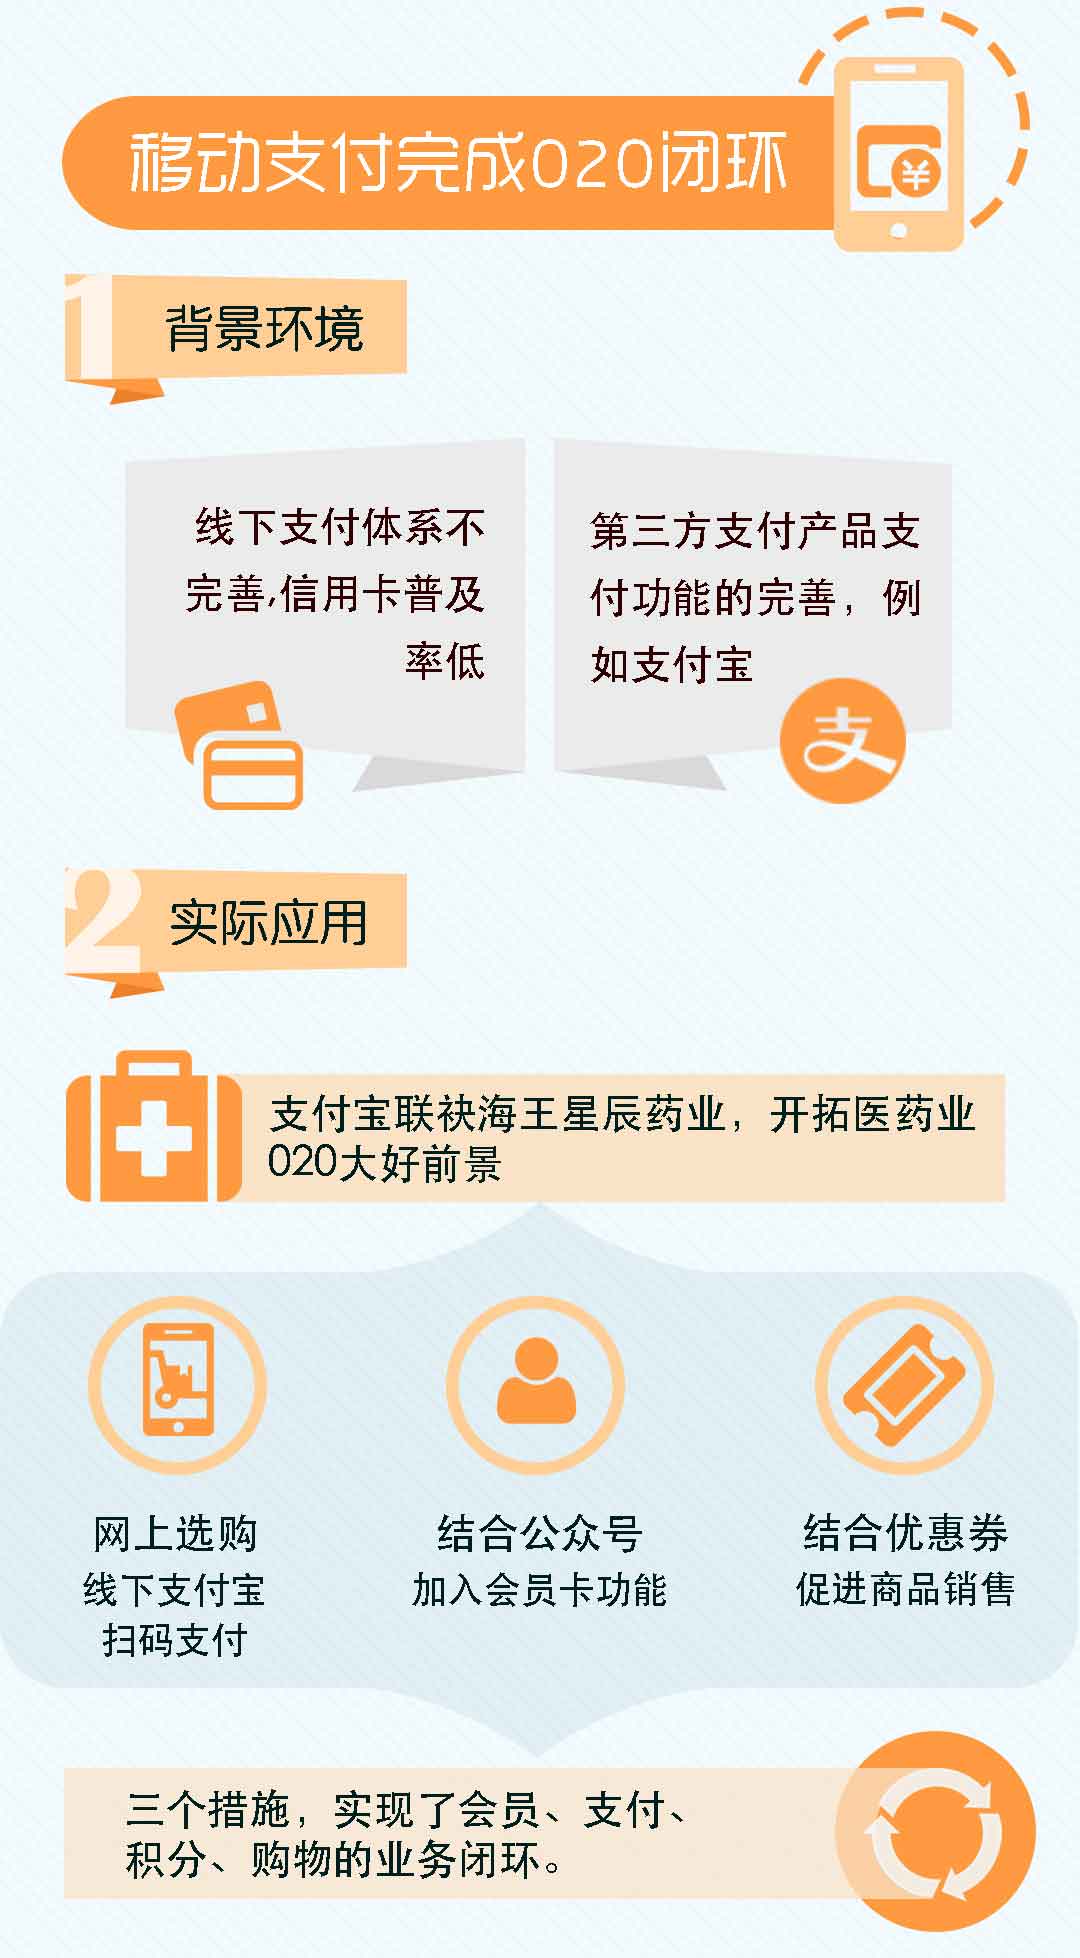 移动支付完成O2O闭环
1
背景环境
线下支付体系不
完善,信用卡普及
率低
第三方支付产品支
付功能的完善，例
如支付宝
支
2
实际应用
支付宝联袂海王星辰药业，开拓医药业
O2O大好前景
网上选购
线下支付宝
扫码支付
结合公众号
加入会员卡功能
结合优惠券
促进商品销售
三个措施，实现了会员、支付、
积分、购物的业务闭环。